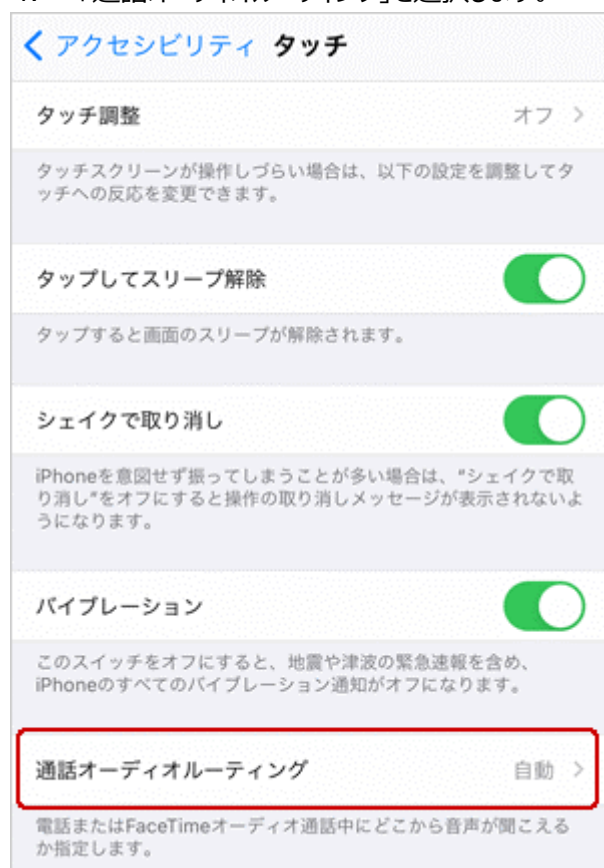 アクセシビリティ タッチ
タッチ調整 オフ
タッチスクリーンが操作しづらい場合は、以下の設定を調整してタ
ッチへの反応を変更できます。
タップしてスリープ解除
タップすると画面のスリープが解除されます。
シェイクで取り消し
iPhoneを意図せず振ってしまうことが多い場合は、“シェイクで取
り消し”をオフにすると操作の取り消しメッセージが表示されないよ
うになります。
バイブレーション
このスイッチをオフにすると、地震や津波の緊急速報を含め、
iPhoneのすべてのバイブレーション通知がオフになります。
通話オーディオルーティング 自動
電話またはFaceTimeオーディオ通話中にどこから音声が聞こえる
か指定します。